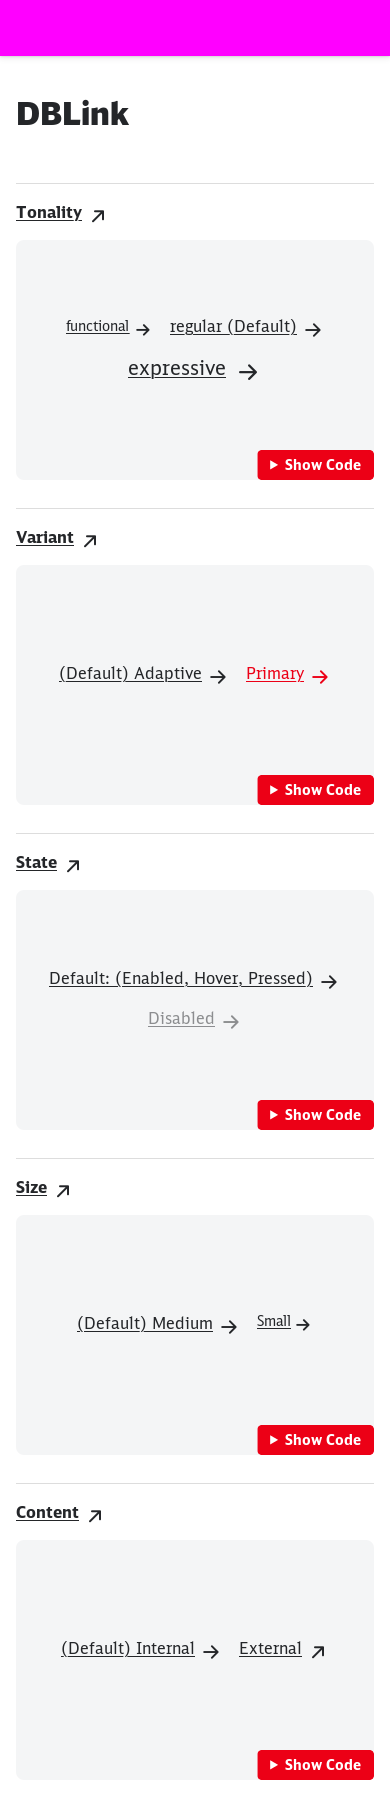 DBLink
Tonality
functional regular (Default)
expressive
Show Code
Variant
(Default) Adaptive Primary
Show Code
State
Default: (Enabled, Hover, Pressed)
Disabled
Show Code
Size
(Default) Medium Small
Show Code
Content
(Default) Internal External
Show Code